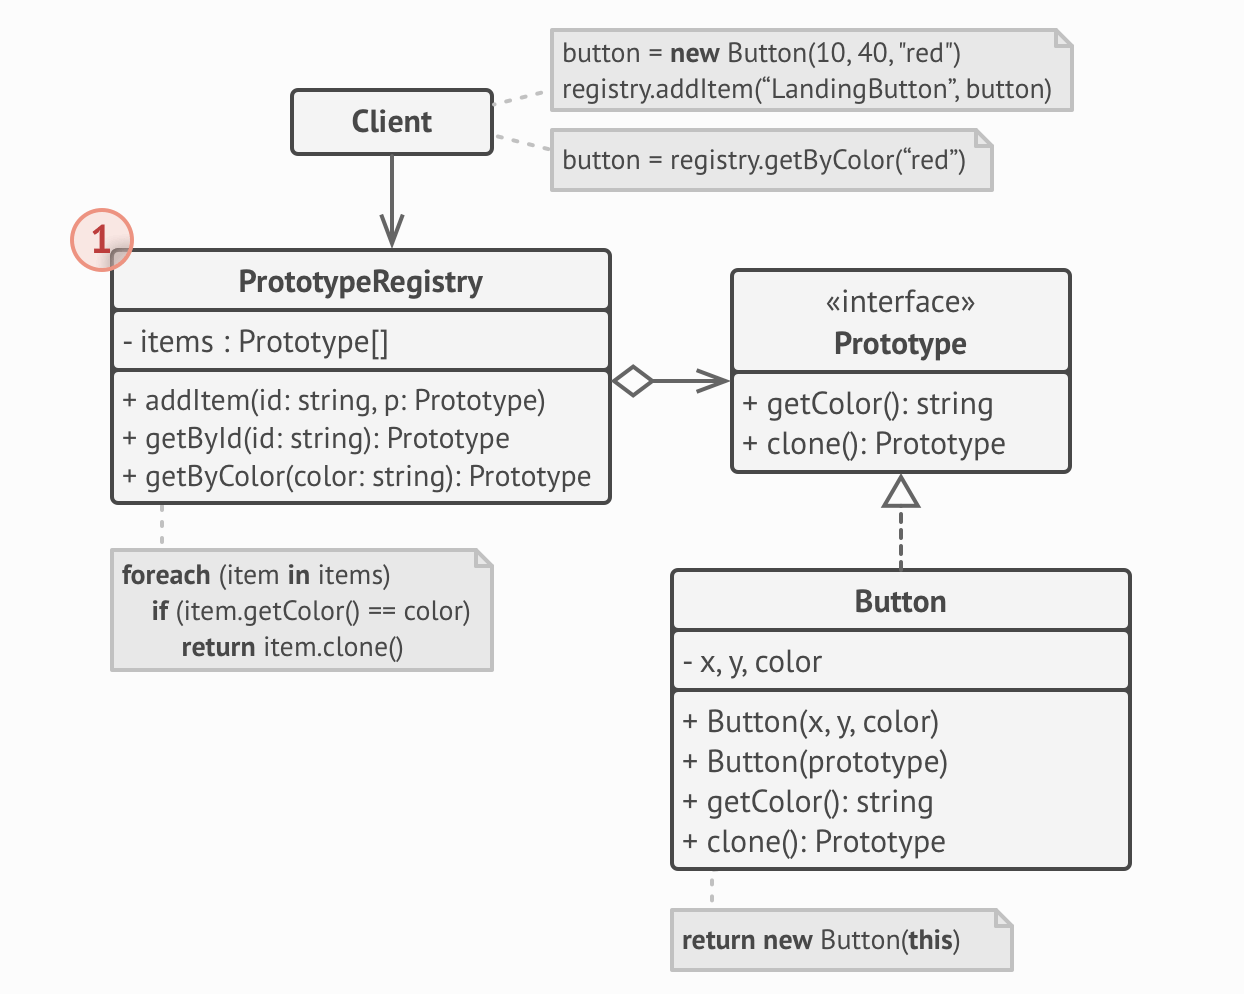 button = new Button(10, 40, "red")
registry.addItem(“LandingButton”, button)
Client
button = registry.getByColor(“red”)
1
PrototypeRegistry
- items : Prototype[]
+ addItem(id: string, p: Prototype)
+ getById(id: string): Prototype
+ getByColor(color: string): Prototype
«interface»
Prototype
+ getColor(): string
+ clone(): Prototype
foreach (item in items)
if (item.getColor() == color)
return item.clone()
Button
- x, y, color
+ Button(x, y, color)
+ Button(prototype)
+ getColor(): string
+ clone(): Prototype
return new Button(this)